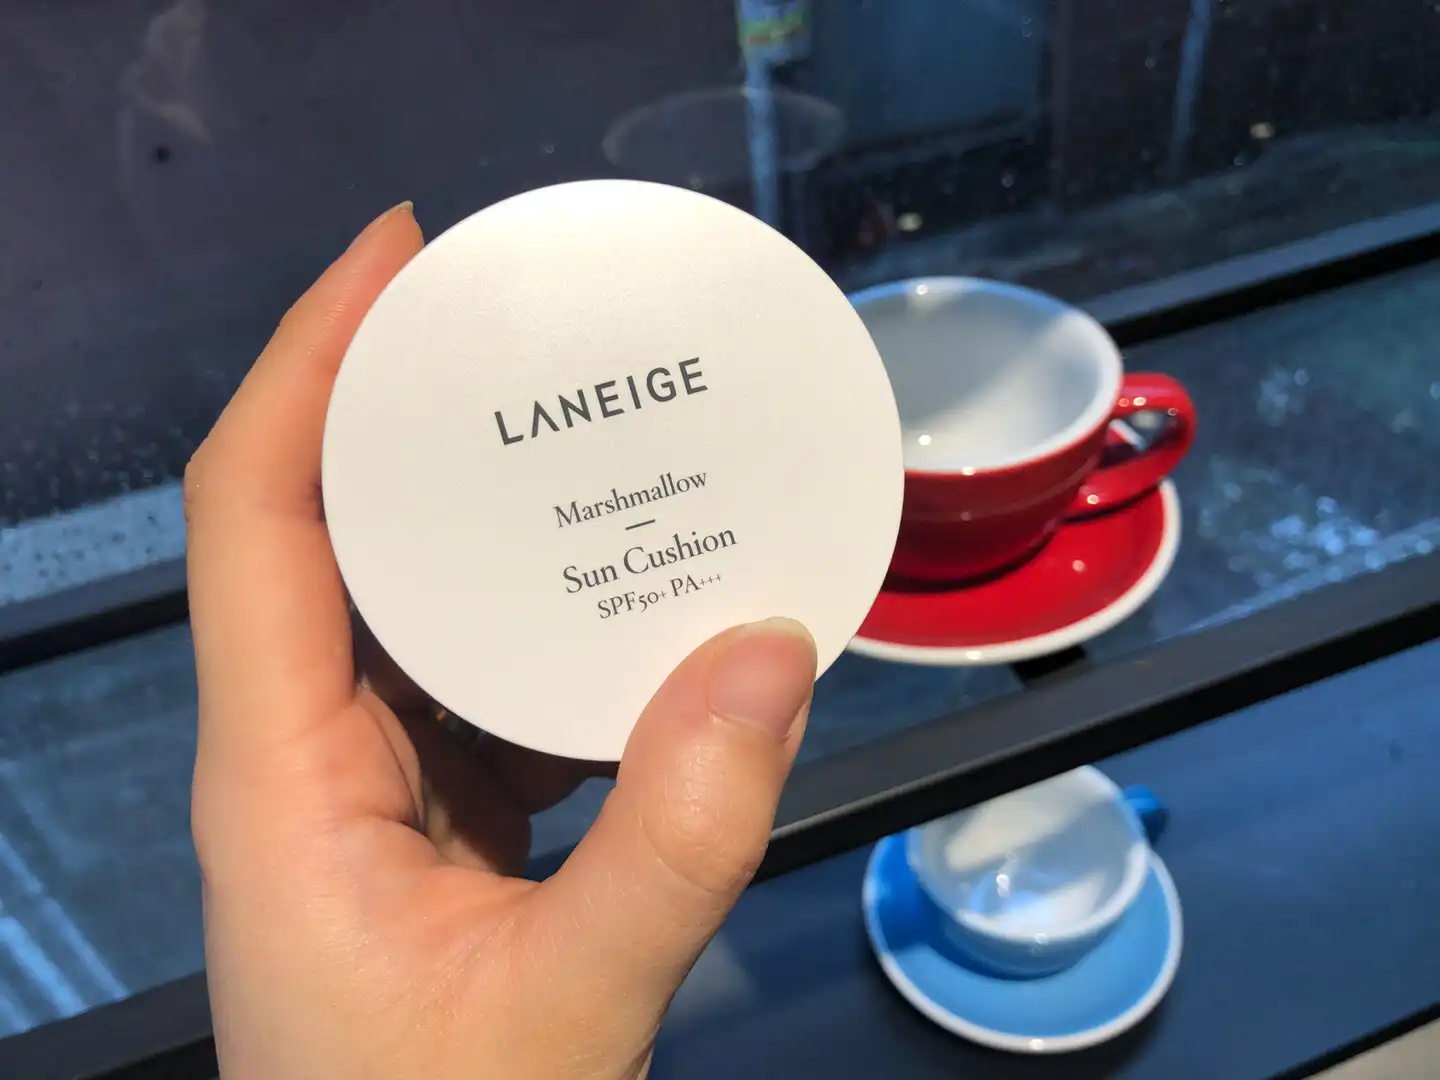 LANEIGE
Marshmallow
Sun Cushion
SPF50+ PA+++